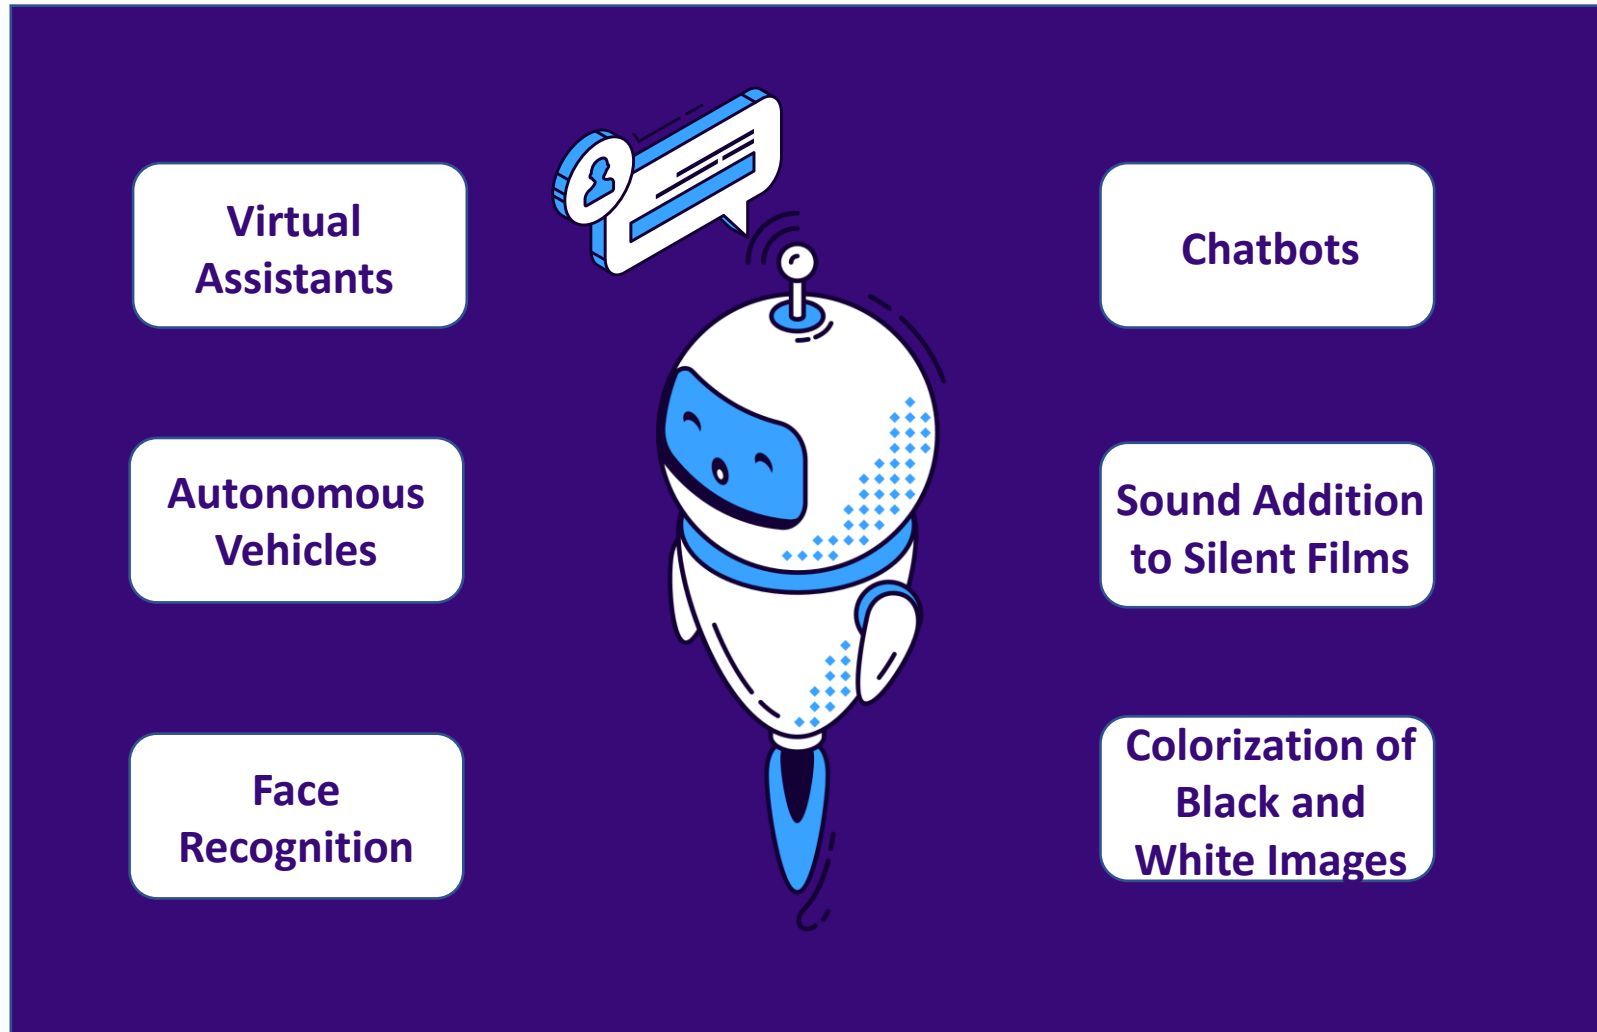 Virtual
Assistants
Autonomous
Vehicles
Face
Recognition
Chatbots
Sound Addition
to Silent Films
Colorization of
Black and
White Images